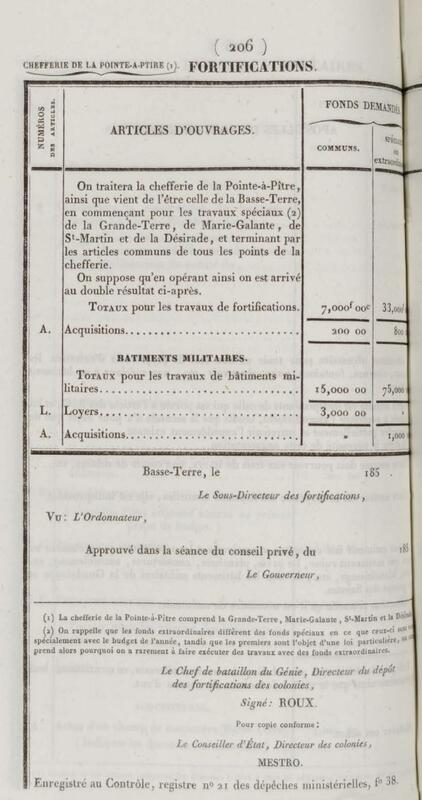 ( 206 )
CHEFFERIE DE LA POINTE-A-PTIRE (1). FORTIFICATIONS.
NUMÉROS
DES ARTICLES.
ARTICLES D'OUVRAGES.
FONDS DEMANDÉS
COMMUNS.
On traitera la chefferie de la Pointe-à-Pître,
ainsi que vient de l'être celle de la Basse-Terre,
en commençant pour les travaux spéciaux (2)
de la Grande-Terre, de Marie-Galante, de
St-Martin et de la Désirade, et terminant par
les articles communs de tous les points de la
chefferie.
On suppose qu'en opérant ainsi on est arrivé
au double résultat ci-après.
TOTAUX pour les travaux de fortifications. 7,000f 00c 33,000f
A. Acquisitions........................... 200 00 800
BATIMENTS MILITAIRES.
TOTAUX pour les travaux de bâtiments mi-
litaires................................ 15,000 00 75,000
L. Loyers................................ 3,000 00 "
A. Acquisitions........................... " 1,000
Basse-Terre, le 185 .
Le Sous-Directeur des fortifications,
VU: L'Ordonnateur,
Approuvé dans la séance du conseil privé, du 185
Le Gouverneur,
(1) La chefferie de la Pointe-à-Pitre comprend la Grande-Terre, Marie-Galante, St-Martin et la Désirade
(2) On rappelle que les fonds extraordinaires diffèrent des fonds spéciaux en ce que ceux-ci
spécialement avec le budget de l'année, tandis que les premiers sont l'objet d'une loi particulière,
prend alors pourquoi on a rarement à faire exécuter des travaux avec des fonds extraordinaires.
Le Chef de bataillon du Génie, Directeur du dépôt
des fortifications des colonies,
Signé: ROUX.
Pour copie conforme:
Le Conseiller d'État, Directeur des colonies,
MESTRO.
Enregistré au Contrôle, registre no 21 des dépêches ministérielles, fo 38.